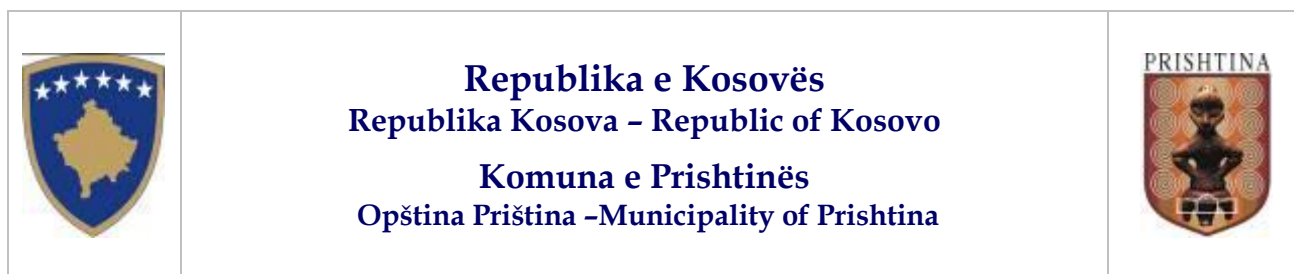 Republika e Kosovës
Republika Kosova – Republic of Kosovo
Komuna e Prishtinës
Opština Priština –Municipality of Prishtina
PRISHTINA